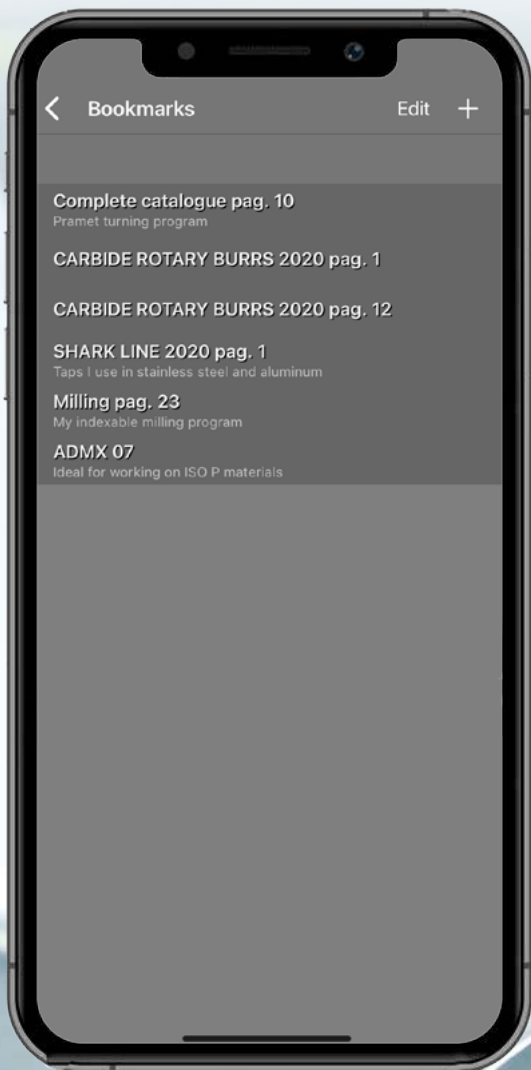 Bookmarks Edit +
Complete catalogue pag. 10
Pramet turning program
CARBIDE ROTARY BURRS 2020 pag. 1
CARBIDE ROTARY BURRS 2020 pag. 12
SHARK LINE 2020 pag. 1
Taps I use in stainless steel and aluminum
Milling pag. 23
My indexable milling program
ADMX 07
Ideal for working on ISO P materials